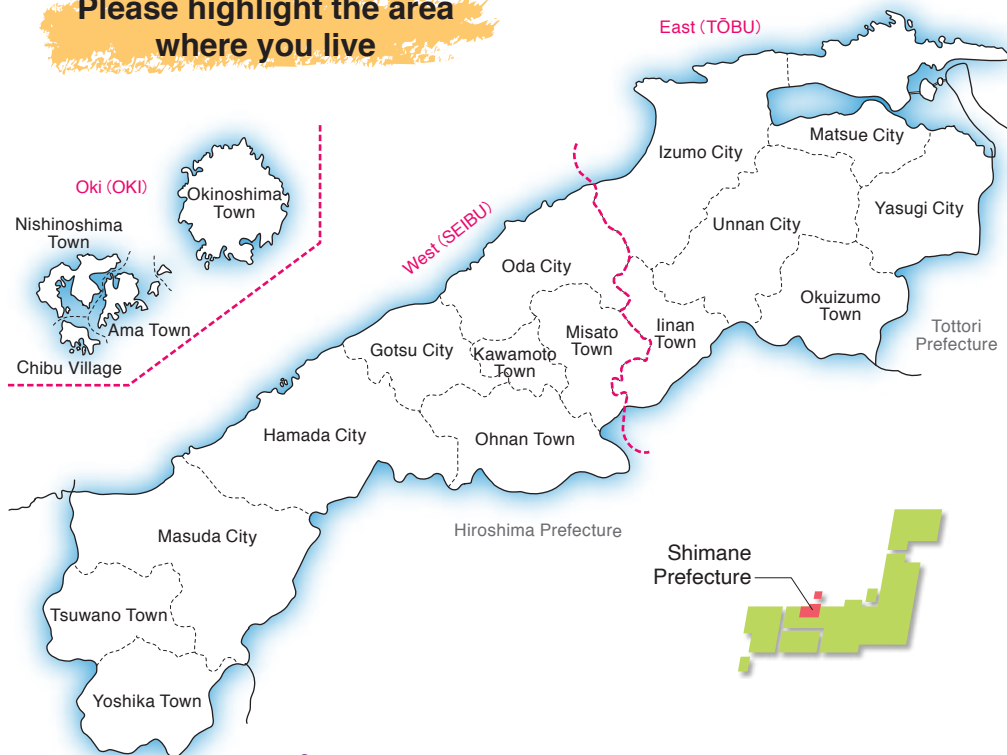 Please highlight the area
where you live
East (TŌBU)
Matsue City
Izumo City
Oki (OKI)
Okinoshima
Town
Yasugi City
Nishinoshima
Town
Unnan City
West (SEIBU)
Oda City
Okuizumo
Town
Ama Town
Misato
Town
Iinan
Town
Tottori
Prefecture
Gotsu City
Kawamoto
Town
Chibu Village
Hamada City
Ohnan Town
Hiroshima Prefecture
Masuda City
Shimane
Prefecture
Tsuwano Town
Yoshika Town